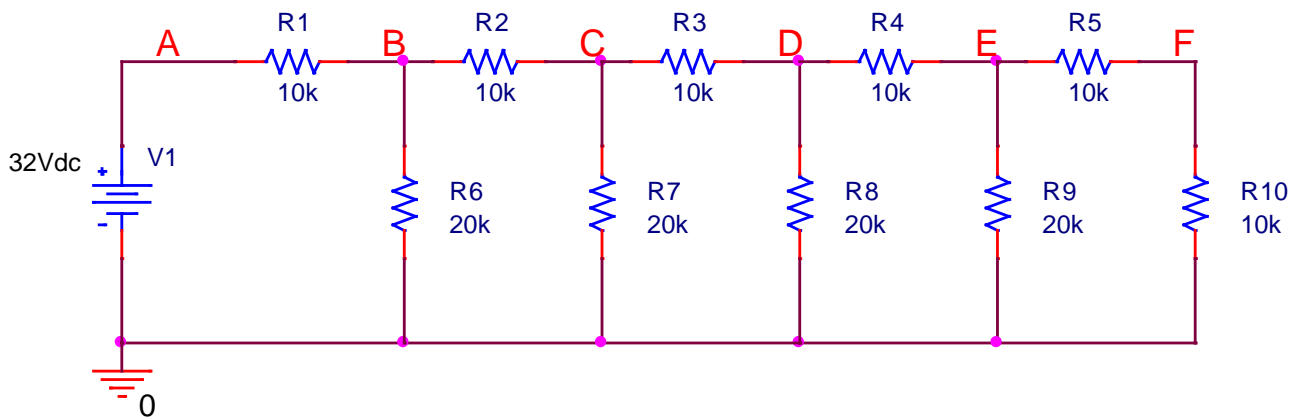 R1 R2 R3 R4 R5
A B C D E F
10k 10k 10k 10k 10k
32Vdc + V1
-
R6 R7 R8 R9 R10
20k 20k 20k 20k 10k
0